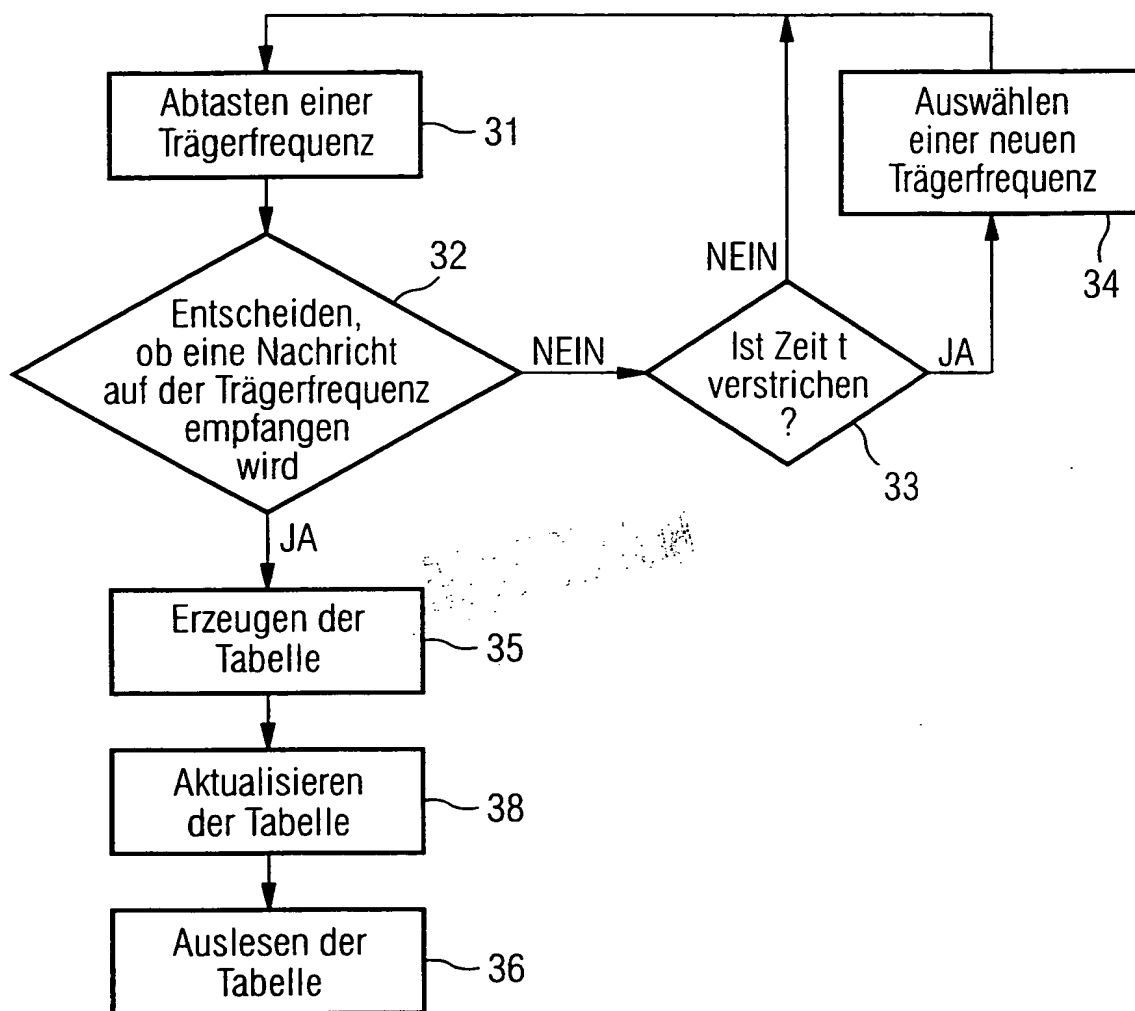 Abtasten einer
Trägerfrequenz
31
Auswählen
einer neuen
Trägerfrequenz
34
32
Entscheiden,
ob eine Nachricht
auf der Trägerfrequenz
empfangen
wird
NEIN
NEIN
Ist Zeit t
verstrichen
?
JA
33
JA
Erzeugen der
Tabelle
35
Aktualisieren
der Tabelle
38
Auslesen der
Tabelle
36